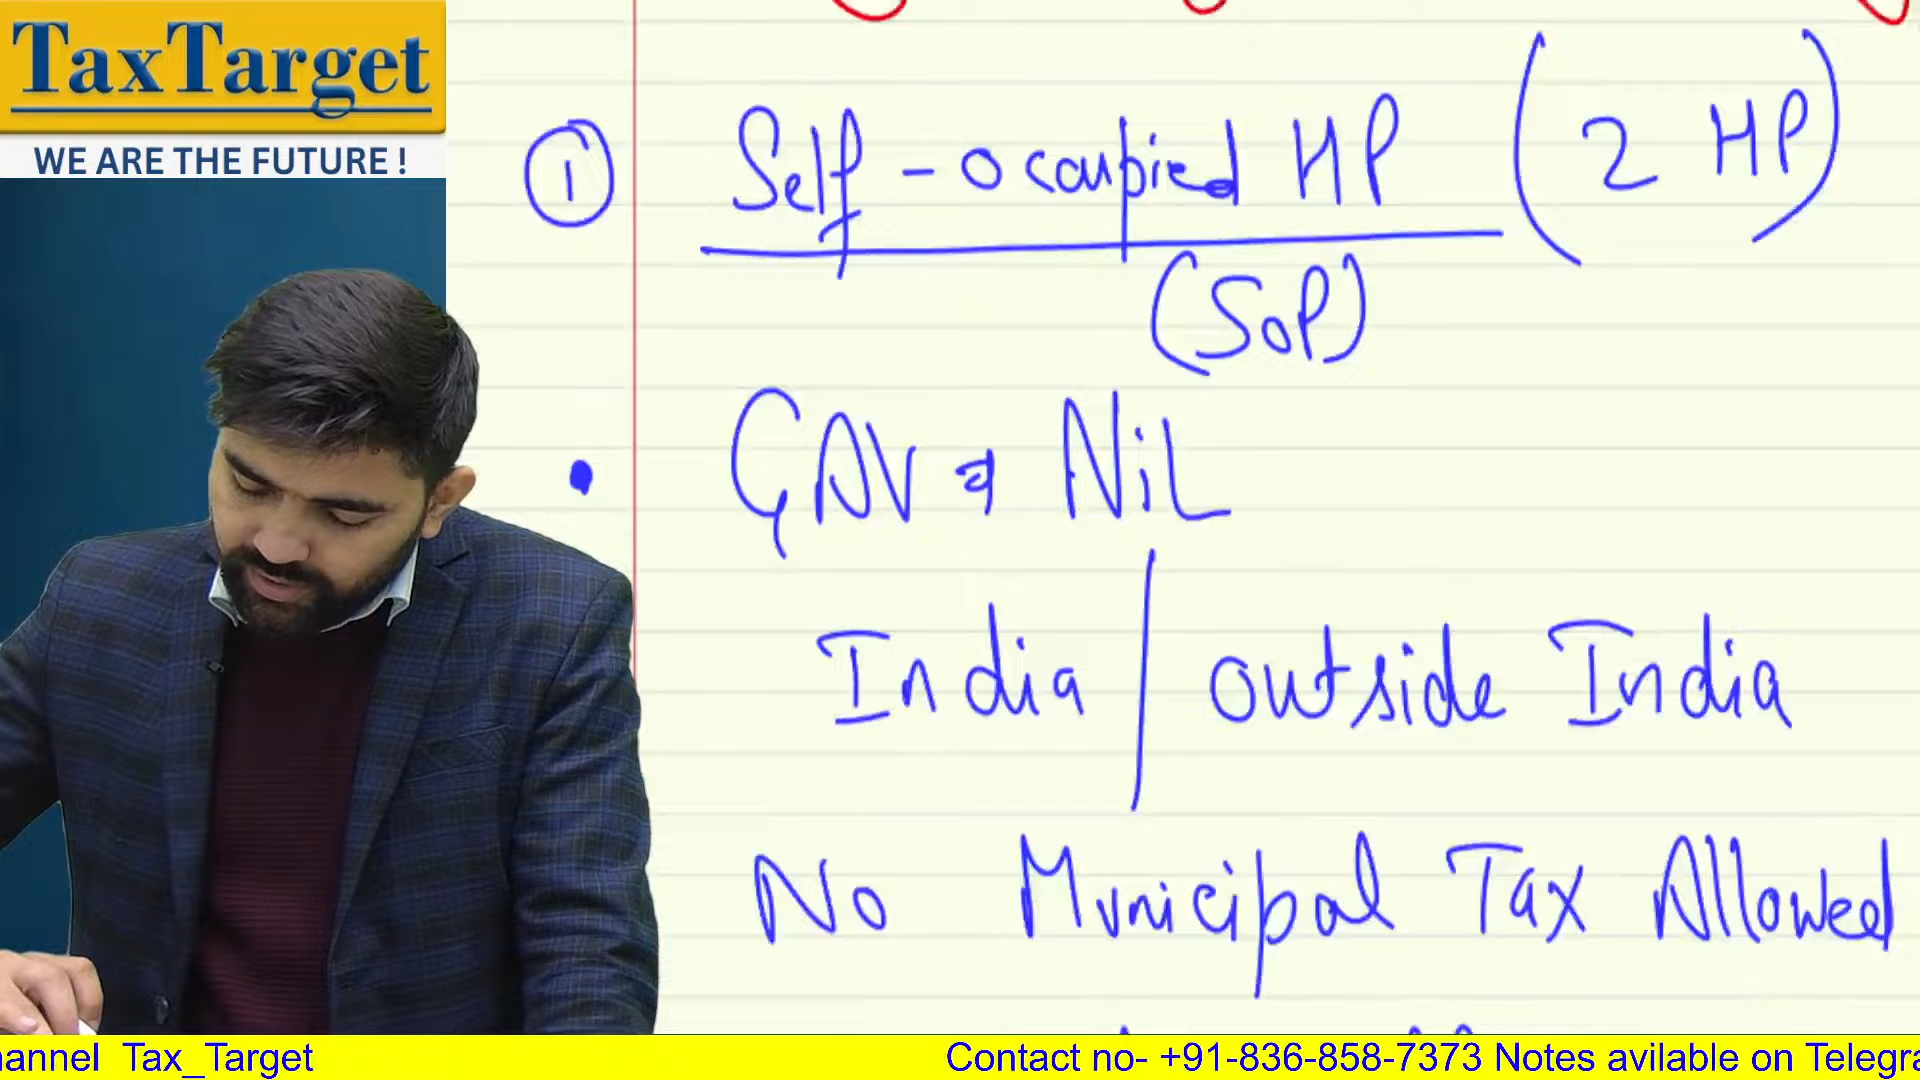 TaxTarget
WE ARE THE FUTURE !
1 Self-occupied HP (2 HP)
(SOP)
• GAV = NiL
India / outside India
No Municipal Tax Allowed
hannel Tax_Target
Contact no- +91-836-858-7373 Notes avilable on Telegra